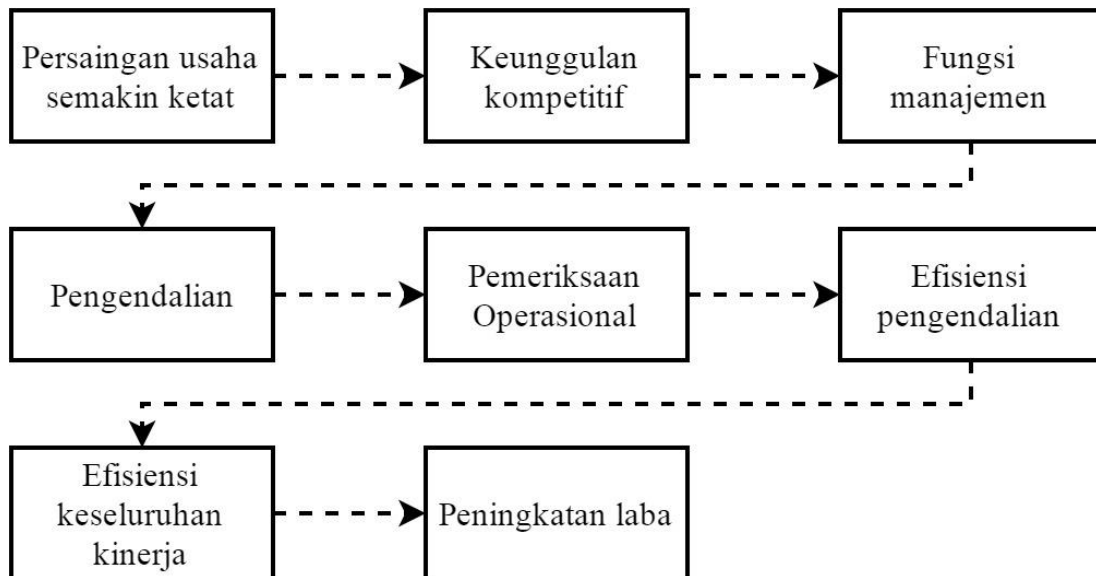 Persaingan usaha
semakin ketat
Keunggulan
kompetitif
Fungsi
manajemen
Pengendalian
Pemeriksaan
Operasional
Efisiensi
pengendalian
Efisiensi
keseluruhan
kinerja
Peningkatan laba